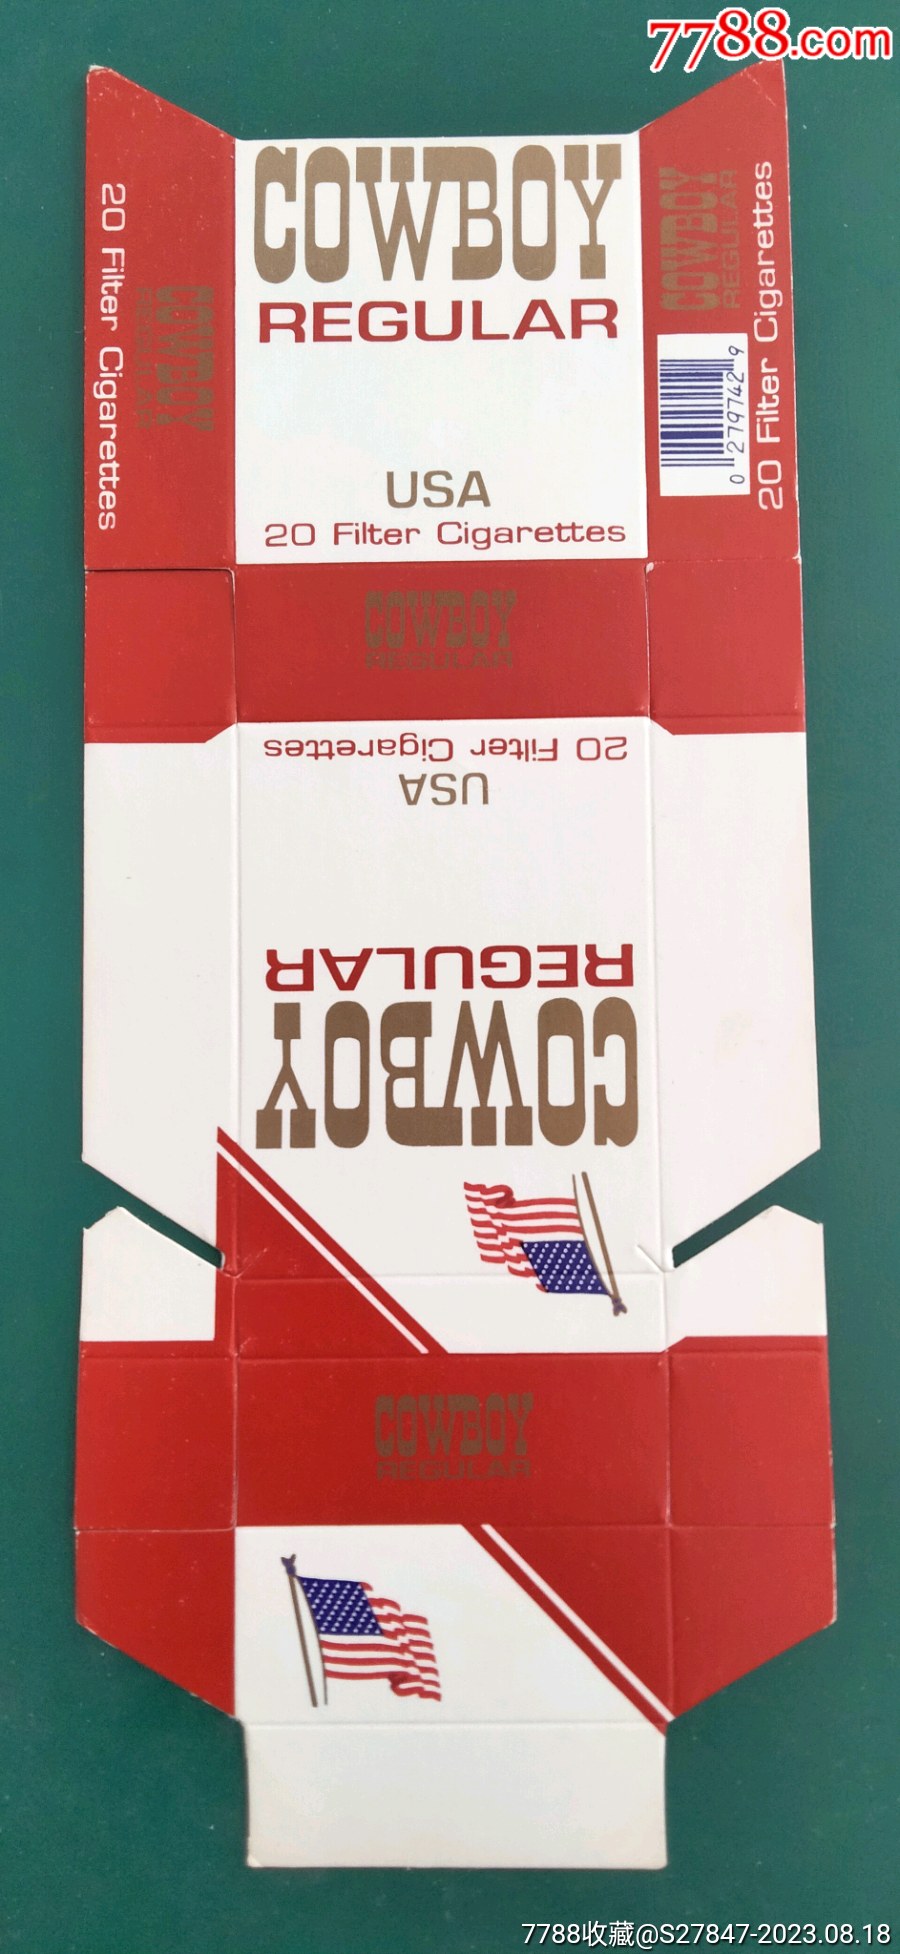 7788.com
COWBOY
REGULAR
USA
20 Filter Cigarettes
20 Filter Cigarettes
COWBOY
REGULAR
COWBOY
REGULAR
20 Filter Cigarettes
0 279742 9
COWBOY
REGULAR
20 Filter Cigarettes
USA
REGULAR
COWBOY
COWBOY
REGULAR
7788收藏@S27847-2023.08.18